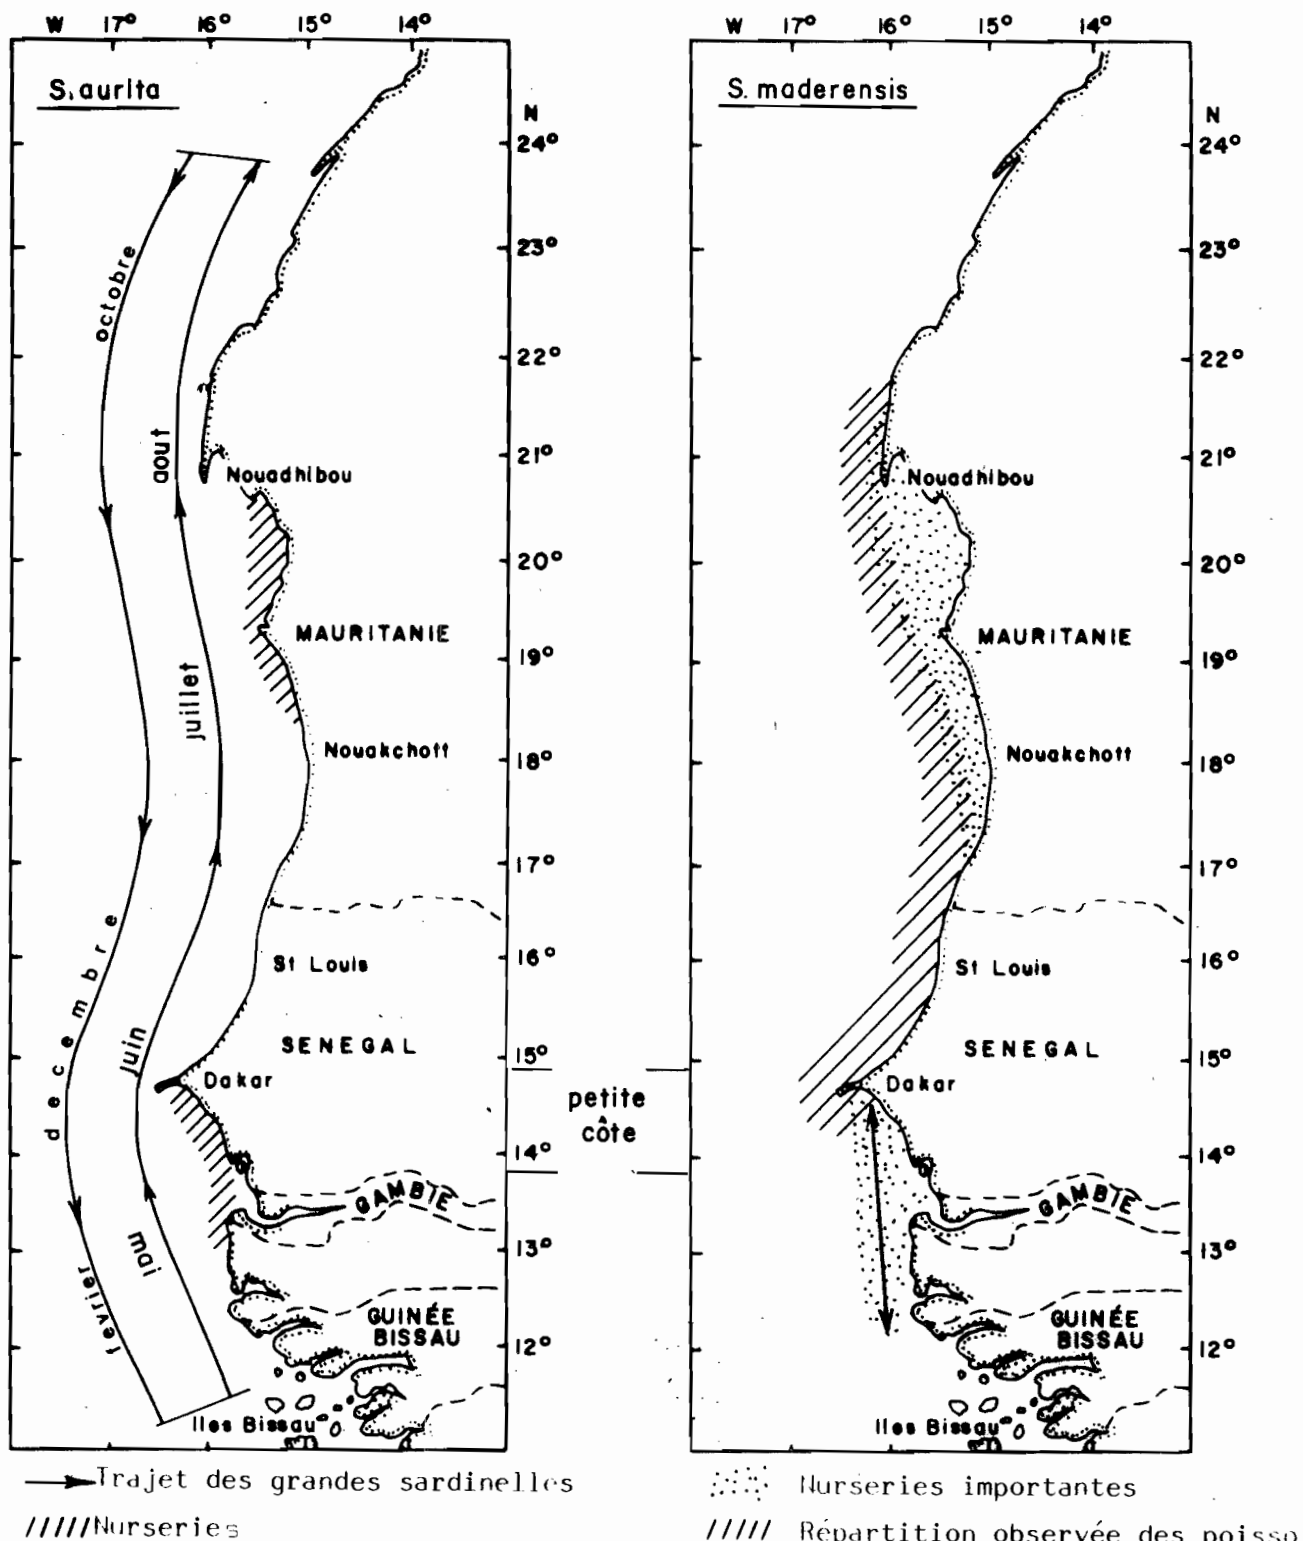 W 17° 16° 15° 14°
S. aurita
N
24°
23°
22°
21°
20°
19°
18°
17°
16°
15°
14°
13°
12°
octobre
aout
juillet
decembre
juin
mai
fevrier
Nouadhibou
MAURITANIE
Nouakchott
St Louis
SENEGAL
Dakar
GAMBIE
GUINÉE
BISSAU
Iles Bissau
petite
côte
W 17° 16° 15° 14°
S. maderensis
N
24°
23°
22°
21°
20°
19°
18°
17°
16°
15°
14°
13°
12°
Nouadhibou
MAURITANIE
Nouakchott
St Louis
SENEGAL
Dakar
GAMBIE
GUINÉE
BISSAU
Iles Bissau
Trajet des grandes sardinelles
Nurseries
Nurseries importantes
Répartition observée des poisso